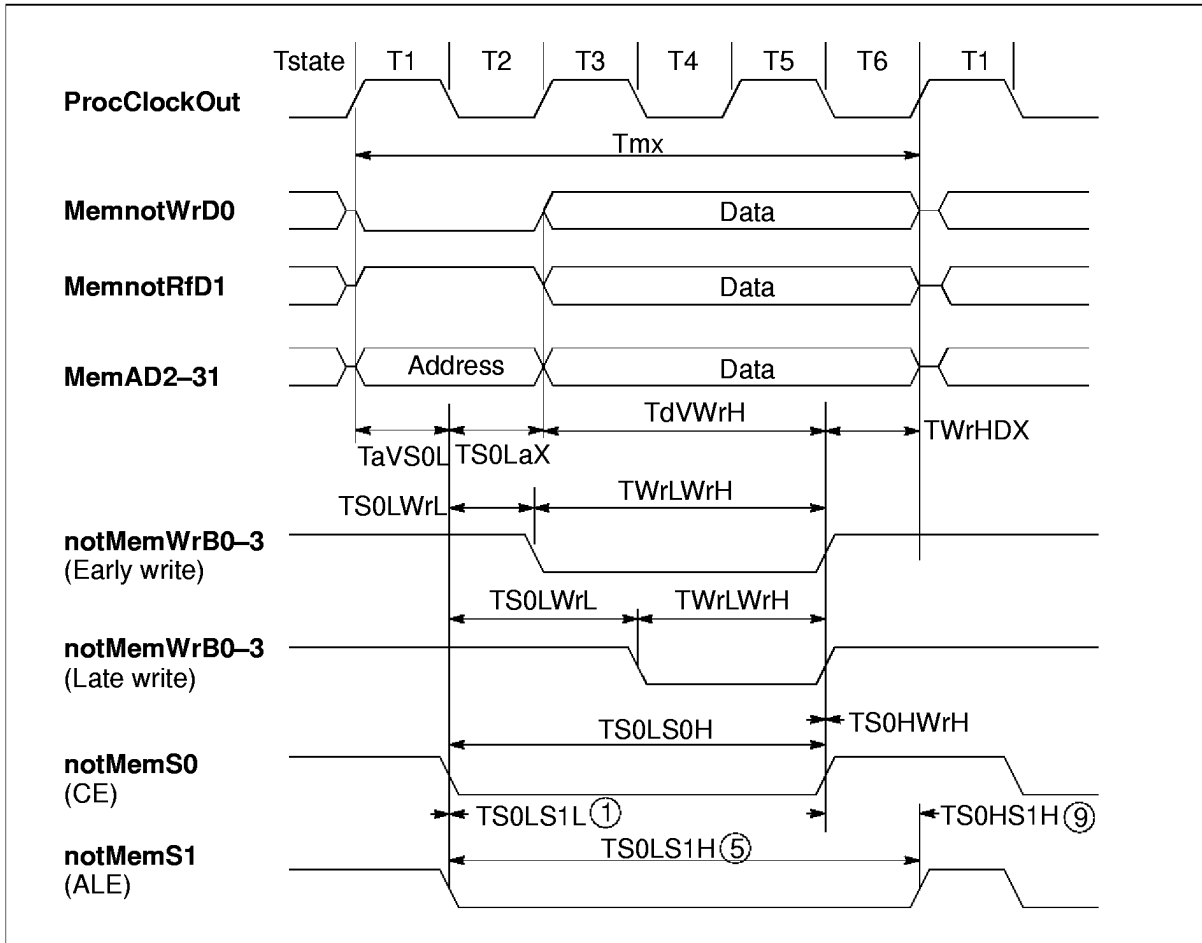 Tstate T1 T2 T3 T4 T5 T6 T1
ProcClockOut
Tmx
MemnotWrD0 Data
MemnotRfD1 Data
MemAD2–31 Address Data
TdVWrH
TaVS0L TS0LaX TWrHDX
TS0LWrL TWrLWrH
notMemWrB0–3
(Early write)
TS0LWrL TWrLWrH
notMemWrB0–3
(Late write)
TS0LS0H TS0HWrH
notMemS0
(CE)
TS0LS1L ① TS0HS1H ⑨
TS0LS1H ⑤
notMemS1
(ALE)